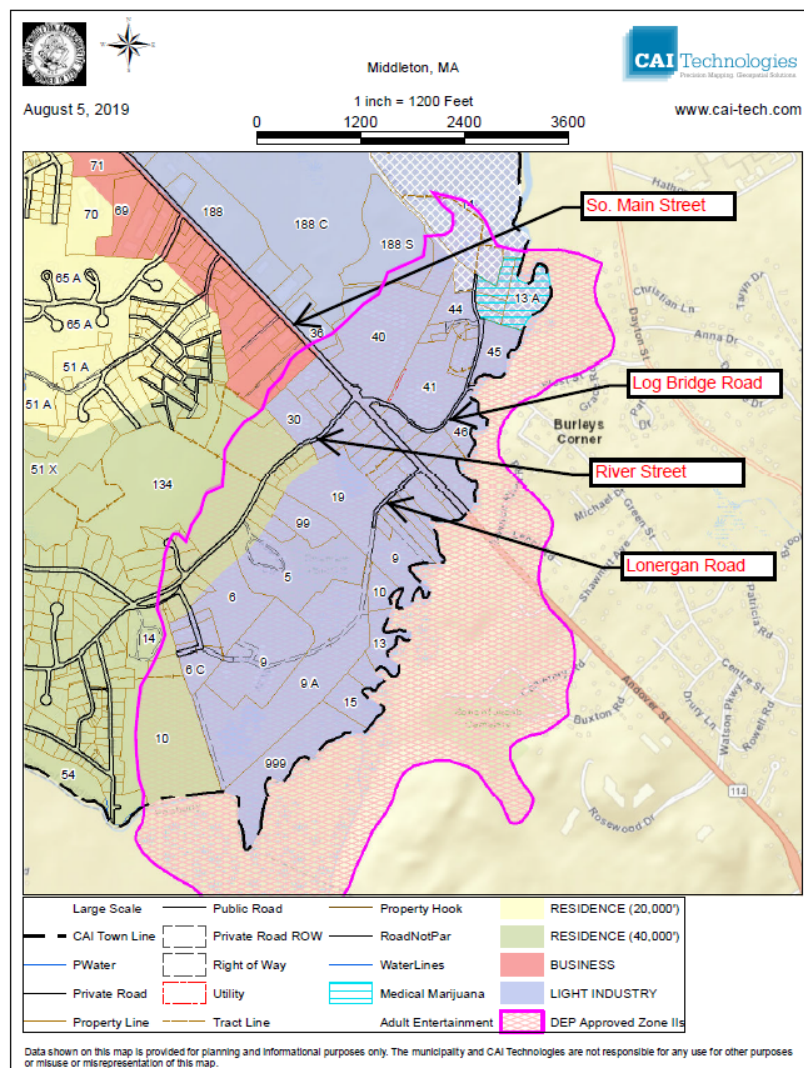 Middleton, MA
CAI Technologies
Precision Mapping. Geospatial Solutions.
August 5, 2019
1 inch = 1200 Feet
www.cai-tech.com
0 1200 2400 3600
71
70
69
188
188 C
188 S
So. Main Street
65 A
13 A
Christian Ln
Taryn Dr
65 A
36
44
Dayton St
40
45
Anna Dr
51 A
41
51 A
Log Bridge Road
30
46
Burleys
Corner
51 X
134
River Street
19
99
Michael Dr
Green St
9
Lonergan Road
5
Shawmut Ave
6
10
Patricia Rd
14
13
6 C
9
Centre St
9 A
Andover St
15
Buxton Rd
Drury Ln
Watson Pkwy
Rowell Rd
10
999
54
114
Rosewood Dr
Large Scale
Public Road
Property Hook
RESIDENCE (20,000')
CAI Town Line
Private Road ROW
RoadNotPar
RESIDENCE (40,000')
PWater
Right of Way
WaterLines
BUSINESS
Private Road
Utility
Medical Marijuana
LIGHT INDUSTRY
Property Line
Tract Line
Adult Entertainment
DEP Approved Zone IIs
Data shown on this map is provided for planning and informational purposes only. The municipality and CAI Technologies are not responsible for any use for other purposes
or misuse or misrepresentation of this map.